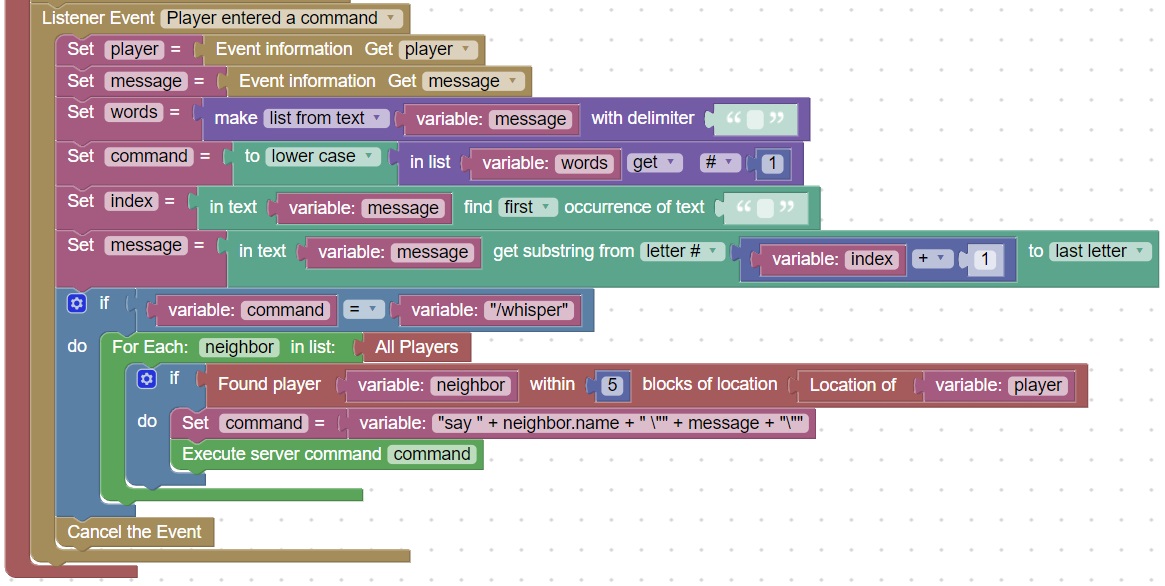 Listener Event Player entered a command
Set player = Event information Get player
Set message = Event information Get message
Set words = make list from text variable: message with delimiter “ ”
Set command = to lower case in list variable: words get # 1
Set index = in text variable: message find first occurrence of text “ ”
Set message = in text variable: message get substring from letter # variable: index + 1 to last letter
if variable: command = variable: "/whisper"
do For Each: neighbor in list: All Players
if Found player variable: neighbor within 5 blocks of location Location of variable: player
do Set command = variable: "say " + neighbor.name + " \"" + message + "\""
Execute server command command
Cancel the Event